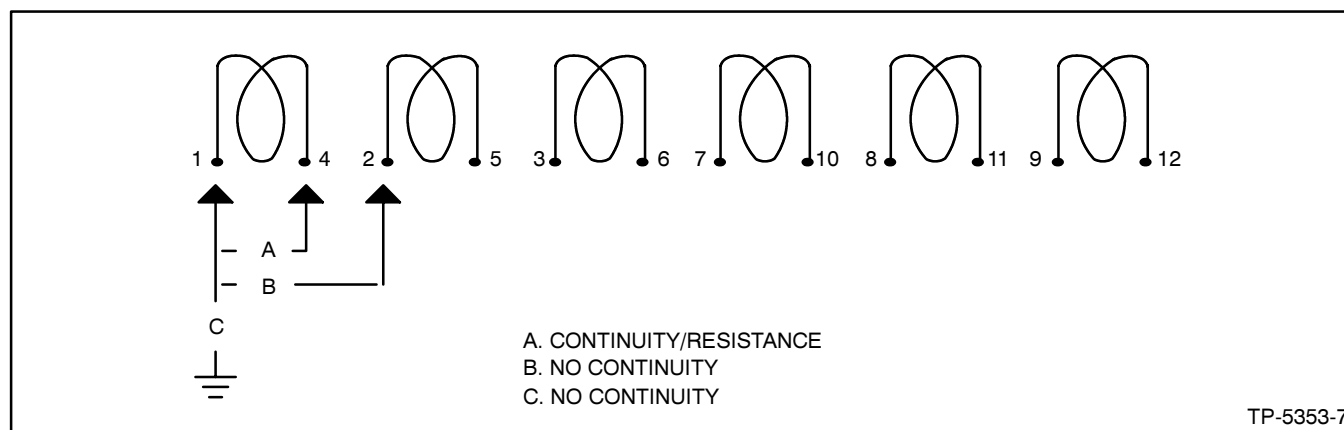 1 4 2 5 3 6 7 10 8 11 9 12
A
B
C
A. CONTINUITY/RESISTANCE
B. NO CONTINUITY
C. NO CONTINUITY
TP-5353-7